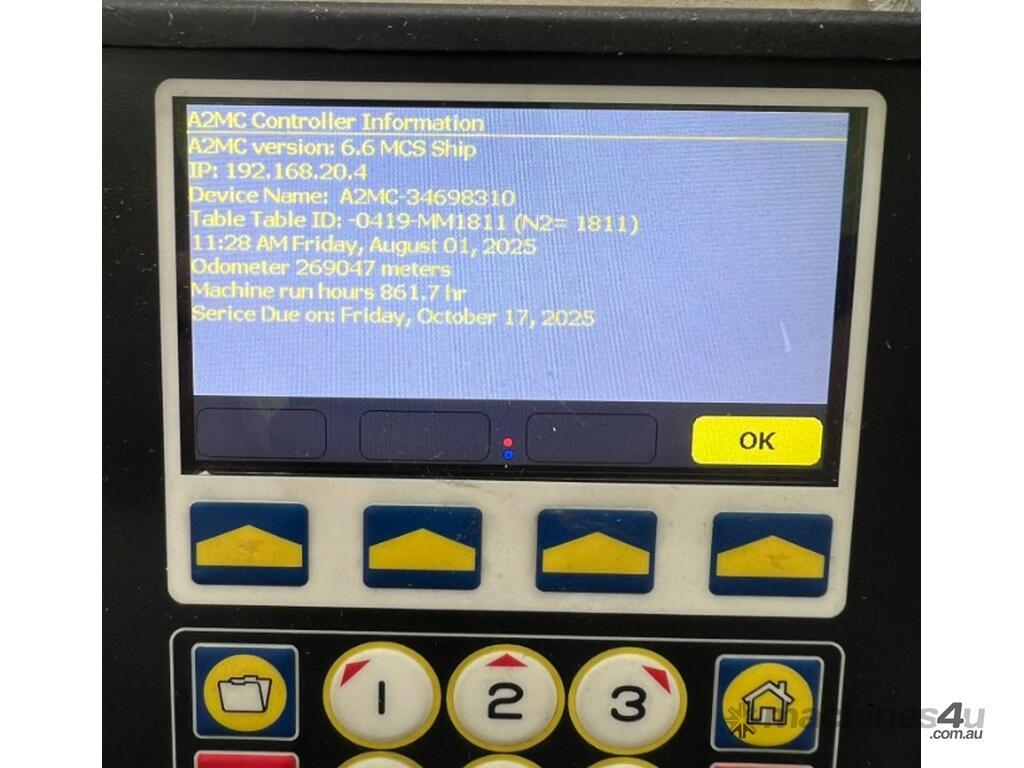 A2MC Controller Information
A2MC version: 6.6 MCS Ship
IP: 192.168.20.4
Device Name: A2MC-34698310
Table Table ID: -0419-MM1811 (N2= 1811)
11:28 AM Friday, August 01, 2025
Odometer 269047 meters
Machine run hours 861.7 hr
Serice Due on: Friday, October 17, 2025
OK
1 2 3
machines4u
.com.au